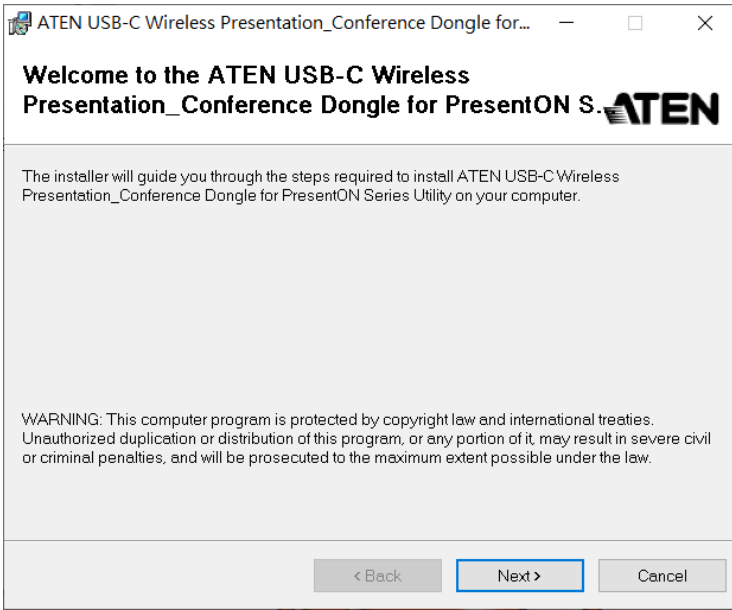 ATEN USB-C Wireless Presentation_Conference Dongle for...
Welcome to the ATEN USB-C Wireless
Presentation_Conference Dongle for PresentON S.
ATEN
The installer will guide you through the steps required to install ATEN USB-C Wireless
Presentation_Conference Dongle for PresentON Series Utility on your computer.
WARNING: This computer program is protected by copyright law and international treaties.
Unauthorized duplication or distribution of this program, or any portion of it, may result in severe civil
or criminal penalties, and will be prosecuted to the maximum extent possible under the law.
< Back
Next >
Cancel